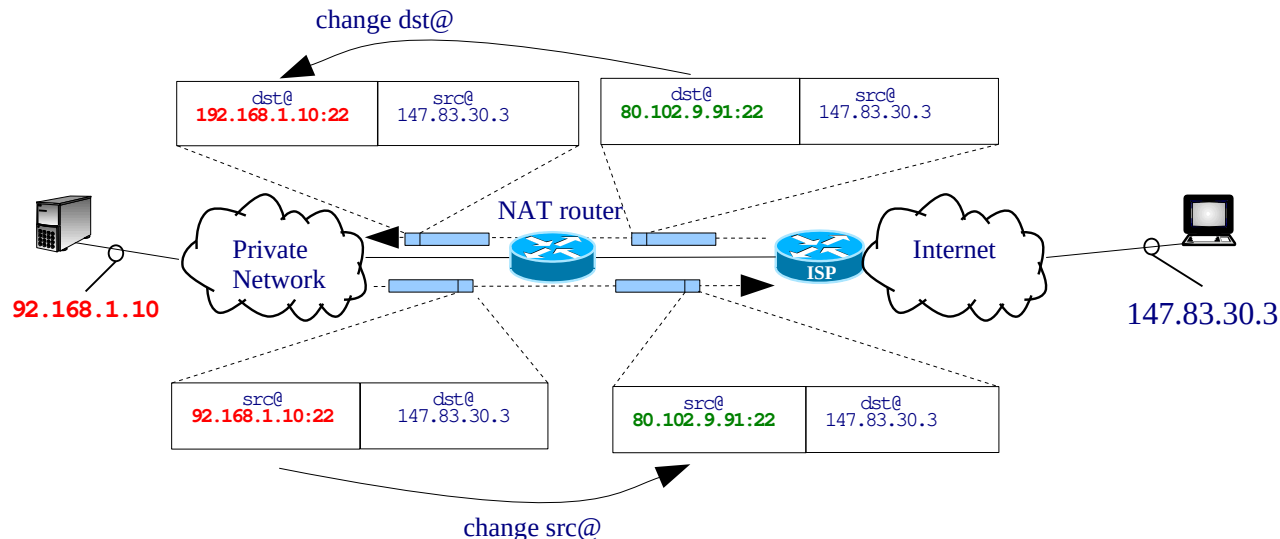 change dst@
dst@
192.168.1.10:22
src@
147.83.30.3
dst@
80.102.9.91:22
src@
147.83.30.3
NAT router
Private
Network
Internet
ISP
92.168.1.10
147.83.30.3
src@
92.168.1.10:22
dst@
147.83.30.3
src@
80.102.9.91:22
dst@
147.83.30.3
change src@